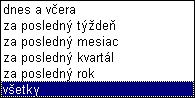 dnes a včera
za posledný týždeň
za posledný mesiac
za posledný kvartál
za posledný rok
všetky